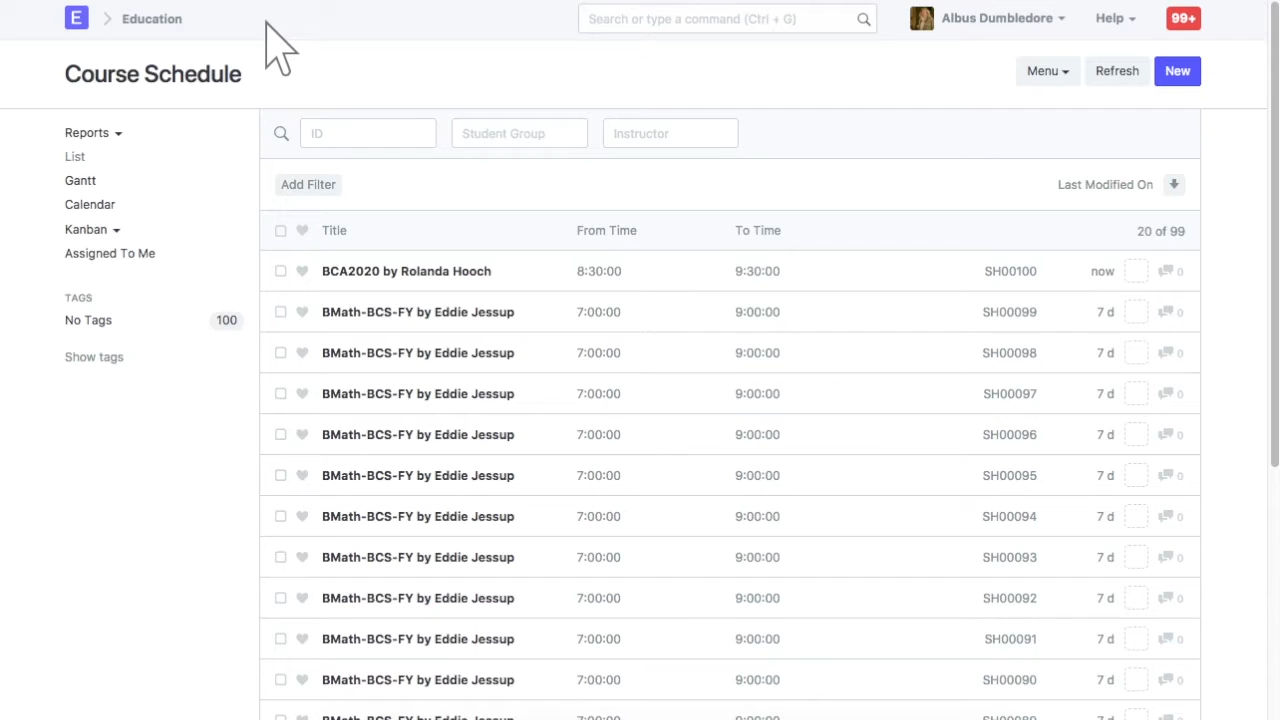 E Education Search or type a command (Ctrl + G) Albus Dumbledore Help 99+
Course Schedule Menu Refresh New
Reports
List
Gantt
Calendar
Kanban
Assigned To Me
TAGS
No Tags 100
Show tags
ID Student Group Instructor
Add Filter Last Modified On
Title From Time To Time 20 of 99
BCA2020 by Rolanda Hooch 8:30:00 9:30:00 SH00100 now 0
BMath-BCS-FY by Eddie Jessup 7:00:00 9:00:00 SH00099 7 d 0
BMath-BCS-FY by Eddie Jessup 7:00:00 9:00:00 SH00098 7 d 0
BMath-BCS-FY by Eddie Jessup 7:00:00 9:00:00 SH00097 7 d 0
BMath-BCS-FY by Eddie Jessup 7:00:00 9:00:00 SH00096 7 d 0
BMath-BCS-FY by Eddie Jessup 7:00:00 9:00:00 SH00095 7 d 0
BMath-BCS-FY by Eddie Jessup 7:00:00 9:00:00 SH00094 7 d 0
BMath-BCS-FY by Eddie Jessup 7:00:00 9:00:00 SH00093 7 d 0
BMath-BCS-FY by Eddie Jessup 7:00:00 9:00:00 SH00092 7 d 0
BMath-BCS-FY by Eddie Jessup 7:00:00 9:00:00 SH00091 7 d 0
BMath-BCS-FY by Eddie Jessup 7:00:00 9:00:00 SH00090 7 d 0